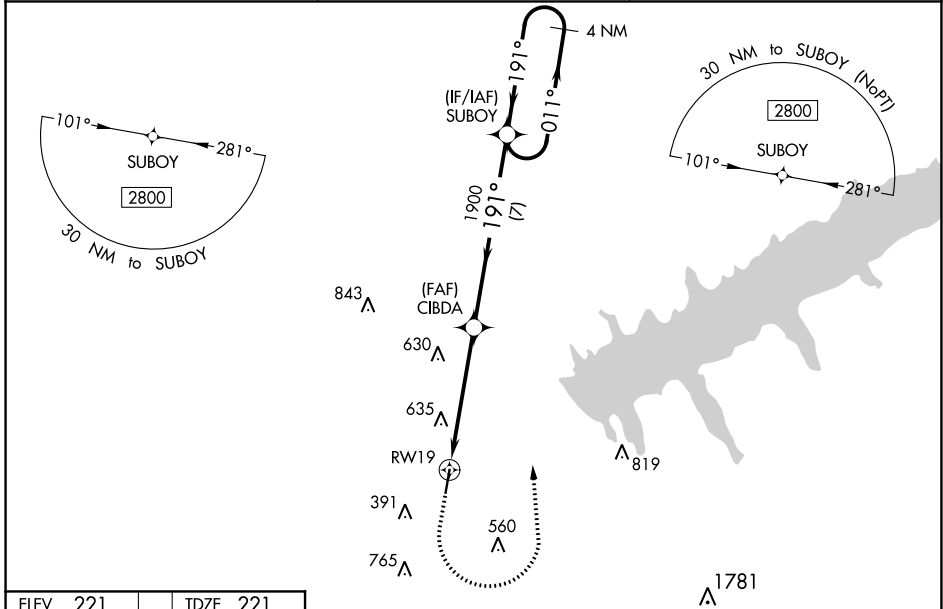 4 NM
191°
011°
(IF/IAF)
SUBOY
30 NM to SUBOY (NoPT)
2800
SUBOY
101°
281°
101°
281°
SUBOY
2800
30 NM to SUBOY
1900
191°
(7)
843
(FAF)
CIBDA
630
635
RW19
819
391
560
765
1781
ELEV 221
TDZE 221